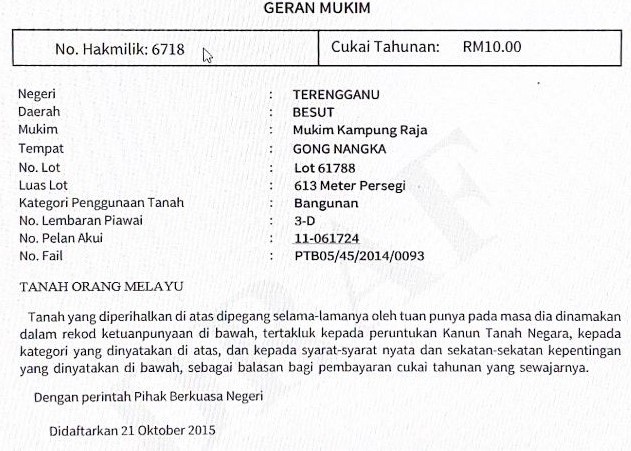 GERAN MUKIM
No. Hakmilik: 6718 Cukai Tahunan: RM10.00
Negeri : TERENGGANU
Daerah : BESUT
Mukim : Mukim Kampung Raja
Tempat : GONG NANGKA
No. Lot : Lot 61788
Luas Lot : 613 Meter Persegi
Kategori Penggunaan Tanah : Bangunan
No. Lembaran Piawai : 3-D
No. Pelan Akui : 11-061724
No. Fail : PTB05/45/2014/0093
TANAH ORANG MELAYU
Tanah yang diperihalkan di atas dipegang selama-lamanya oleh tuan punya pada masa dia dinamakan
dalam rekod ketuanpunyaan di bawah, tertakluk kepada peruntukan Kanun Tanah Negara, kepada
kategori yang dinyatakan di atas, dan kepada syarat-syarat nyata dan sekatan-sekatan kepentingan
yang dinyatakan di bawah, sebagai balasan bagi pembayaran cukai tahunan yang sewajarnya.
Dengan perintah Pihak Berkuasa Negeri
Didaftarkan 21 Oktober 2015